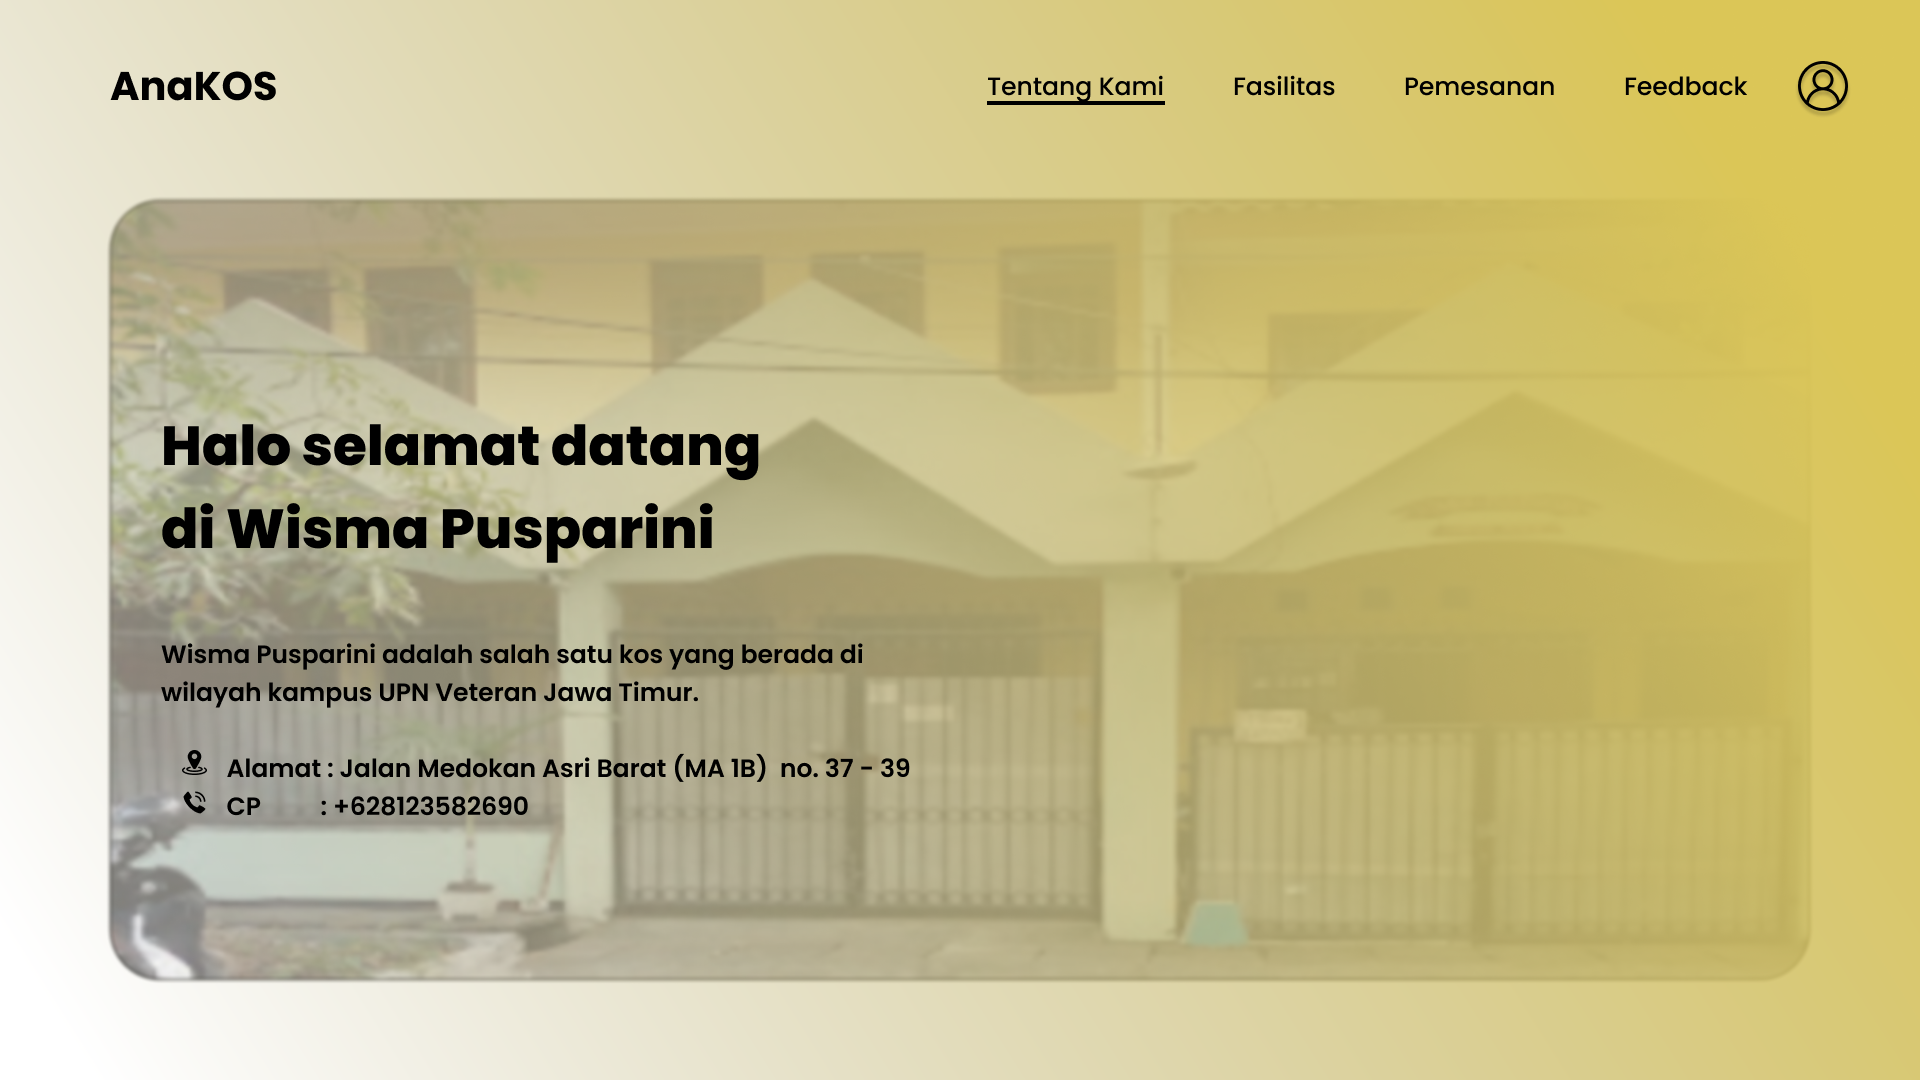 AnaKOS
Tentang Kami
Fasilitas
Pemesanan
Feedback
Halo selamat datang
di Wisma Pusparini
Wisma Pusparini adalah salah satu kos yang berada di
wilayah kampus UPN Veteran Jawa Timur.
Alamat : Jalan Medokan Asri Barat (MA 1B)  no. 37 - 39
CP : +628123582690